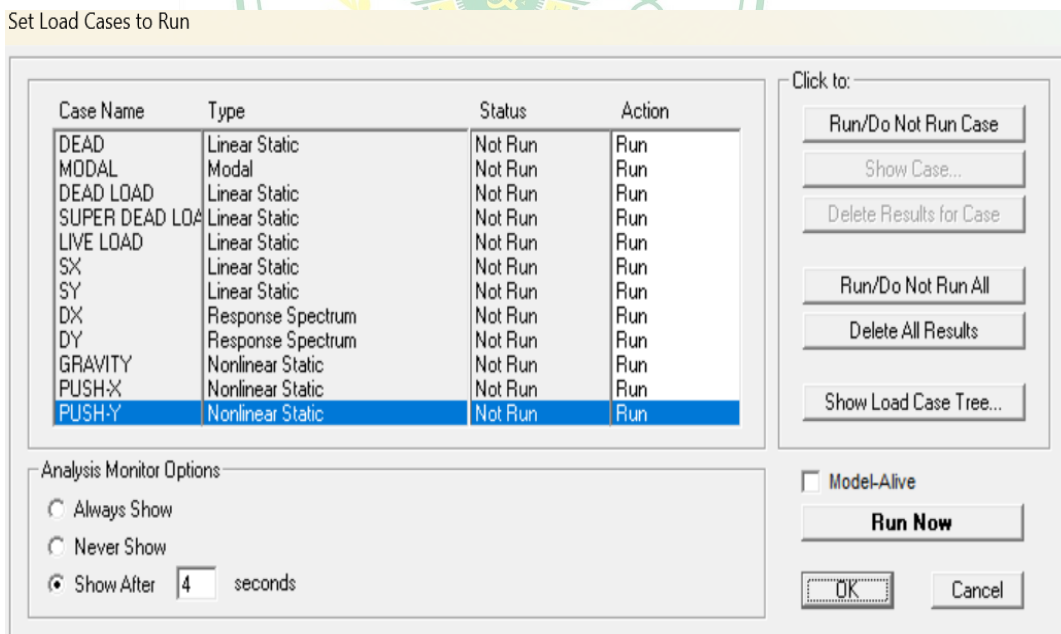 Set Load Cases to Run
Case Name Type Status Action
DEAD Linear Static Not Run Run
MODAL Modal Not Run Run
DEAD LOAD Linear Static Not Run Run
SUPER DEAD LOA Linear Static Not Run Run
LIVE LOAD Linear Static Not Run Run
SX Linear Static Not Run Run
SY Linear Static Not Run Run
DX Response Spectrum Not Run Run
DY Response Spectrum Not Run Run
GRAVITY Nonlinear Static Not Run Run
PUSH-X Nonlinear Static Not Run Run
PUSH-Y Nonlinear Static Not Run Run
Click to:
Run/Do Not Run Case
Show Case...
Delete Results for Case
Run/Do Not Run All
Delete All Results
Show Load Case Tree...
Analysis Monitor Options
Always Show
Never Show
Show After 4 seconds
Model-Alive
Run Now
OK Cancel